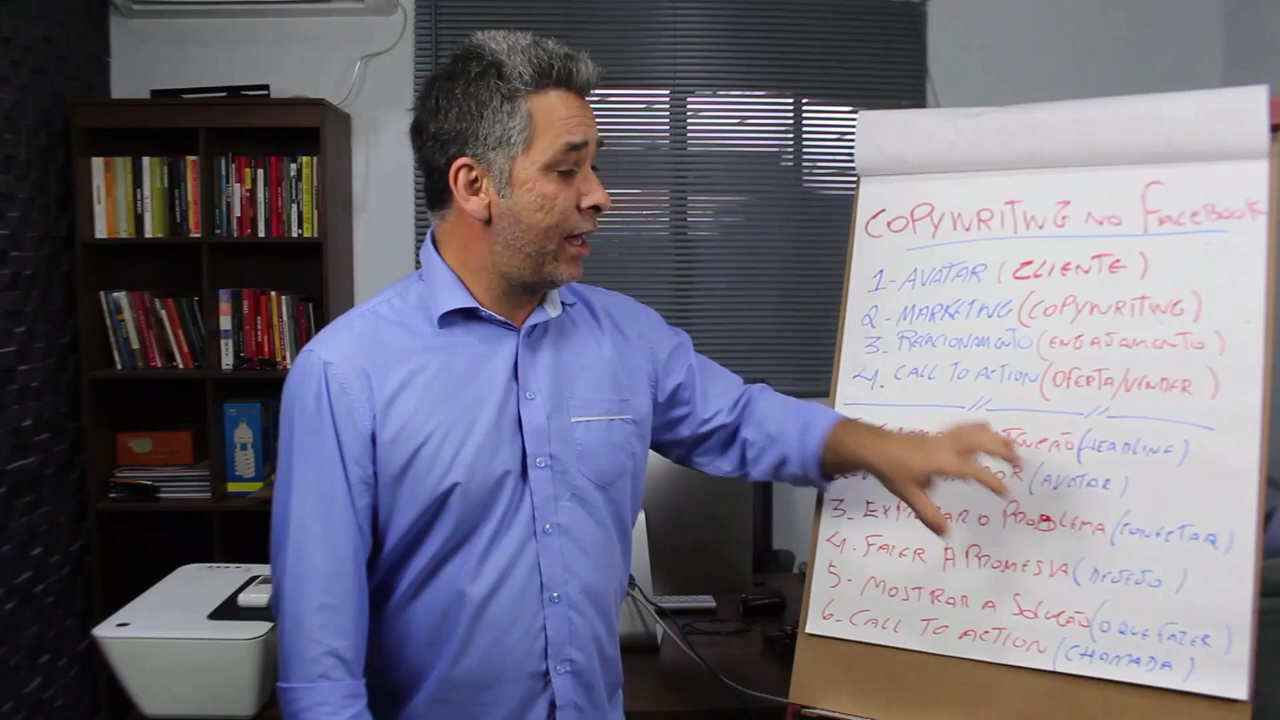 COPYWRITING NO FACEBOOK
1- AVATAR (CLIENTE)
2- MARKETING (COPYWRITING)
3. RELACIONAMENTO (ENGAJAMENTO)
4. CALL TO ACTION (OFERTA/VENDER)
(HEADLINE)
(AVATAR)
3- O PROBLEMA (CONECTAR)
4. FAZER A PROMESSA (DESEJO)
5- MOSTRAR A SOLUÇÃO (O QUE FAZER)
6- CALL TO ACTION (CHAMADA)